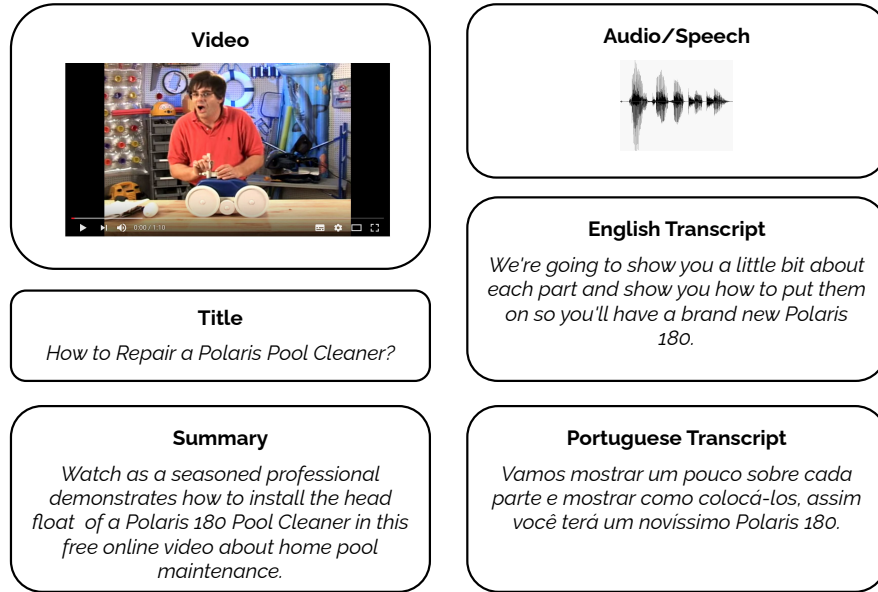 Video
0:00 / 1:10
Title
How to Repair a Polaris Pool Cleaner?
Summary
Watch as a seasoned professional
demonstrates how to install the head
float of a Polaris 180 Pool Cleaner in this
free online video about home pool
maintenance.
Audio/Speech
English Transcript
We're going to show you a little bit about
each part and show you how to put them
on so you'll have a brand new Polaris
180.
Portuguese Transcript
Vamos mostrar um pouco sobre cada
parte e mostrar como colocá-los, assim
você terá um novíssimo Polaris 180.